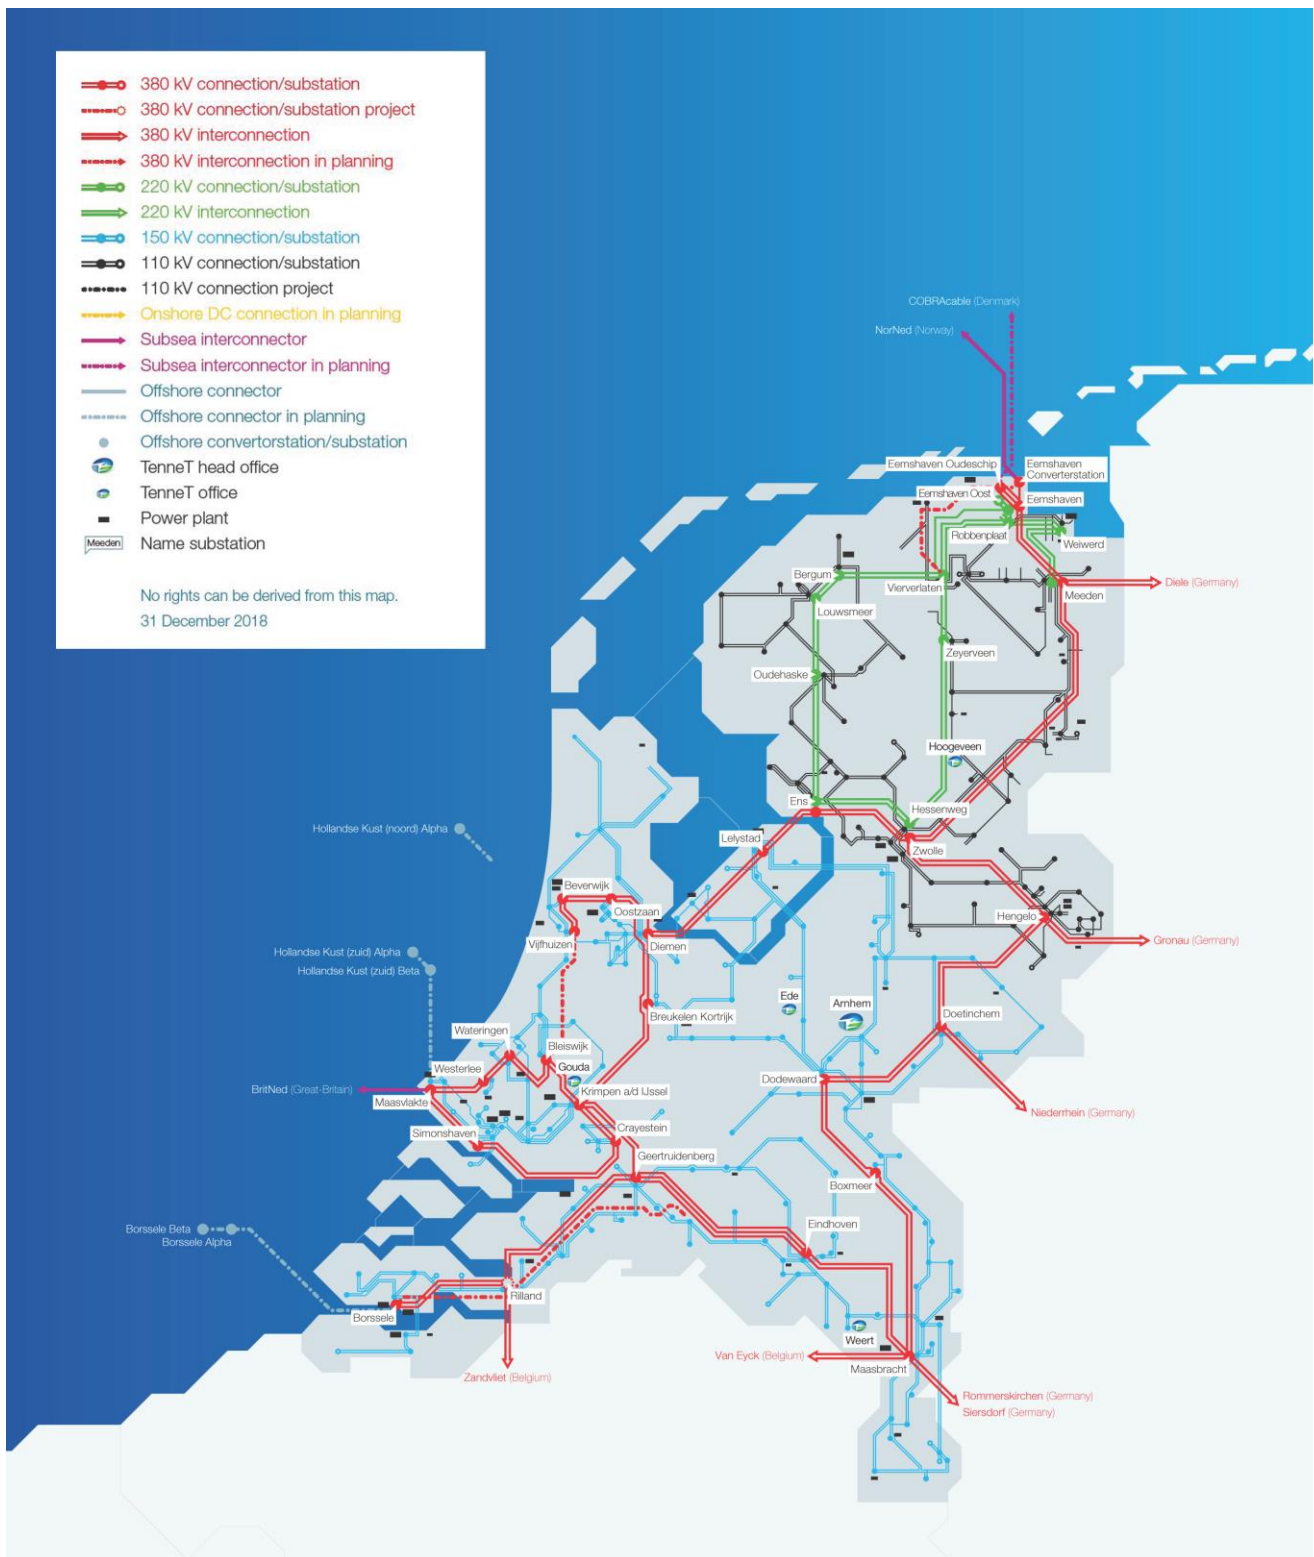 380 kV connection/substation
380 kV connection/substation project
380 kV interconnection
380 kV interconnection in planning
220 kV connection/substation
220 kV interconnection
150 kV connection/substation
110 kV connection/substation
110 kV connection project
Onshore DC connection in planning
Subsea interconnector
Subsea interconnector in planning
Offshore connector
Offshore connector in planning
Offshore convertorstation/substation
TenneT head office
TenneT office
Power plant
Meeden Name substation
No rights can be derived from this map.
31 December 2018
COBRAcable (Denmark)
NorNed (Norway)
Eemshaven Oudeschip
Eemshaven
Converterstation
Eemshaven Oost
Eemshaven
Robbenplaat
Weiwerd
Bergum
Vierverlaten
Diele (Germany)
Meeden
Louwsmeer
Zeyerveen
Oudehaske
Hoogeveen
Ens
Hessenweg
Hollandse Kust (noord) Alpha
Lelystad
Zwolle
Beverwijk
Oostzaan
Hengelo
Vijfhuizen
Diemen
Gronau (Germany)
Hollandse Kust (zuid) Alpha
Hollandse Kust (zuid) Beta
Ede
Arnhem
Breukelen Kortrijk
Doetinchem
Wateringen
Bleiswijk
Westerlee
Gouda
Dodewaard
BritNed (Great-Britain)
Krimpen a/d IJssel
Maasvlakte
Niederrhein (Germany)
Crayestein
Simonshaven
Geertruidenberg
Boxmeer
Borssele Beta
Borssele Alpha
Eindhoven
Rilland
Borssele
Weert
Van Eyck (Belgium)
Maasbracht
Zandvliet (Belgium)
Rommerskirchen (Germany)
Siersdorf (Germany)